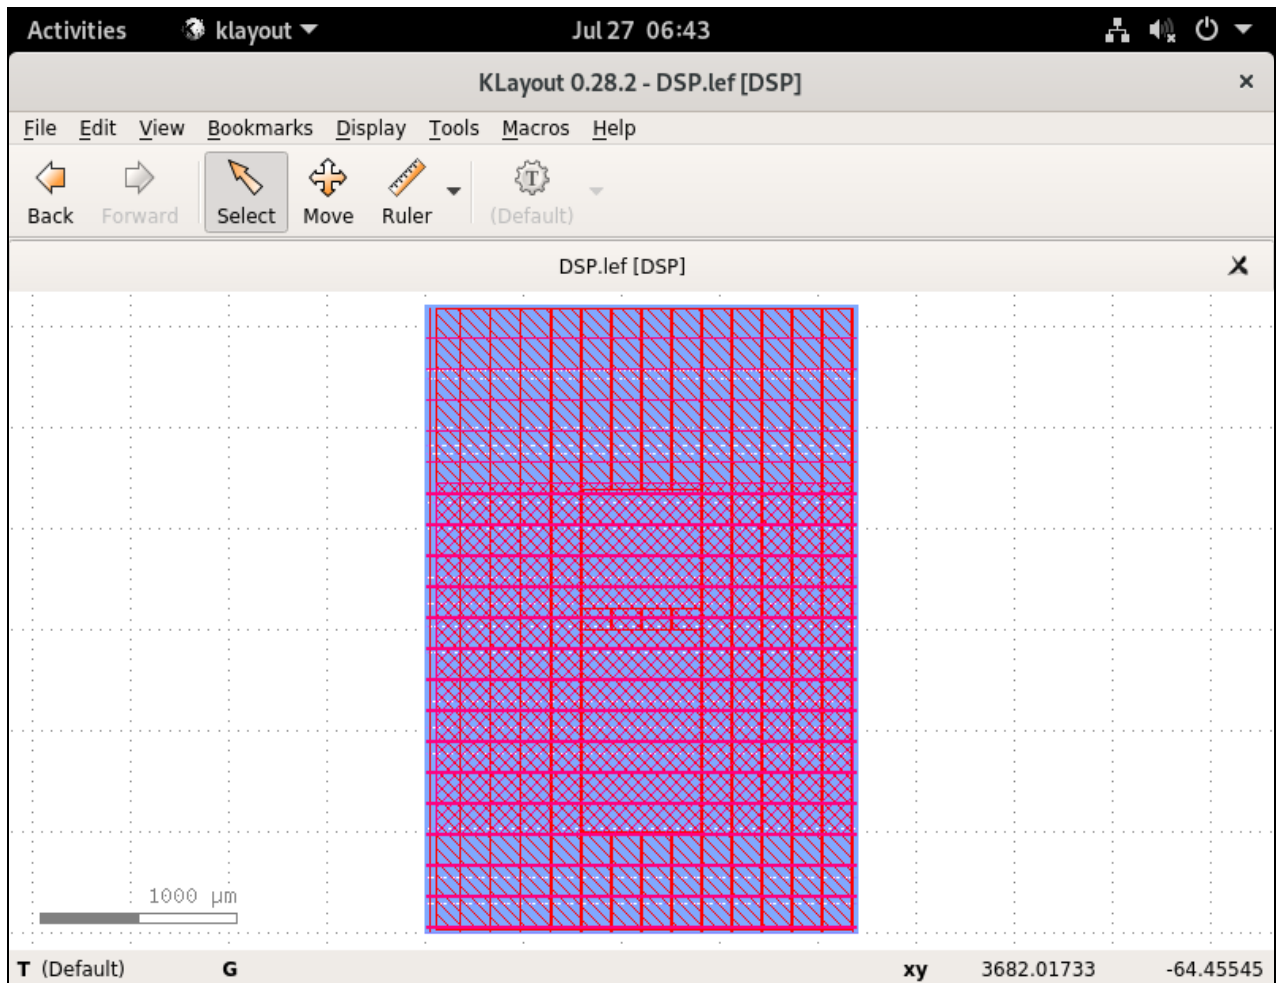 Activities klayout Jul 27 06:43
KLayout 0.28.2 - DSP.lef [DSP]
File Edit View Bookmarks Display Tools Macros Help
Back Forward Select Move Ruler (Default)
DSP.lef [DSP]
1000 µm
T (Default) G xy 3682.01733 -64.45545